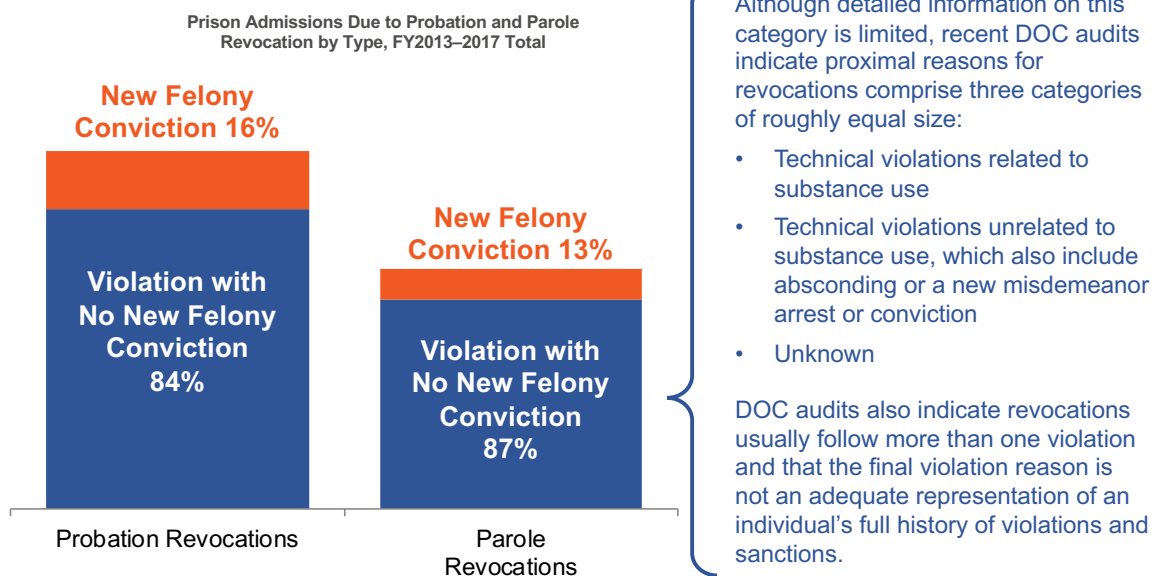 Prison Admissions Due to Probation and Parole
Revocation by Type, FY2013–2017 Total
New Felony
Conviction 16%
Violation with
No New Felony
Conviction
84%
New Felony
Conviction 13%
Violation with
No New Felony
Conviction
87%
Probation Revocations
Parole
Revocations
Although detailed information on this
category is limited, recent DOC audits
indicate proximal reasons for
revocations comprise three categories
of roughly equal size:
• Technical violations related to
substance use
• Technical violations unrelated to
substance use, which also include
absconding or a new misdemeanor
arrest or conviction
• Unknown
DOC audits also indicate revocations
usually follow more than one violation
and that the final violation reason is
not an adequate representation of an
individual’s full history of violations and
sanctions.